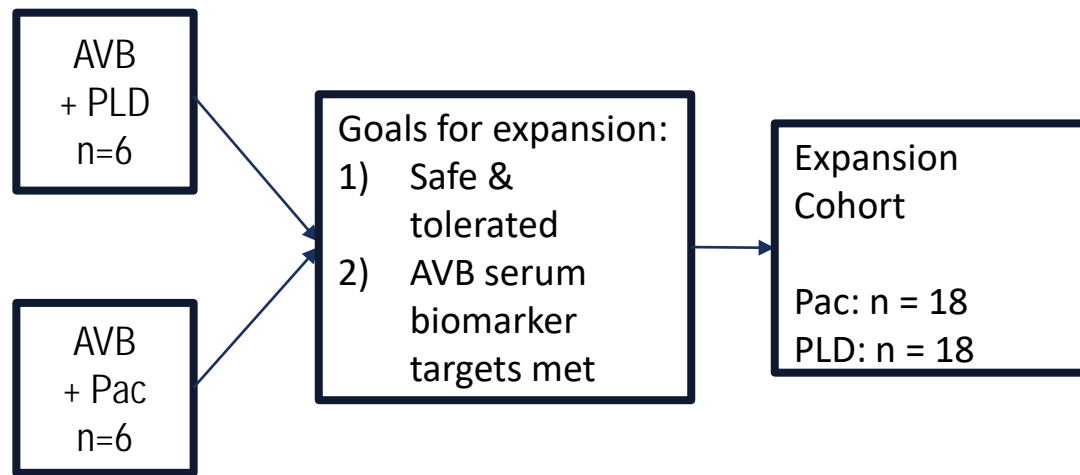 AVB
+ PLD
n=6
AVB
+ Pac
n=6
Goals for expansion:
1) Safe &
tolerated
2) AVB serum
biomarker
targets met
Expansion
Cohort
Pac: n = 18
PLD: n = 18